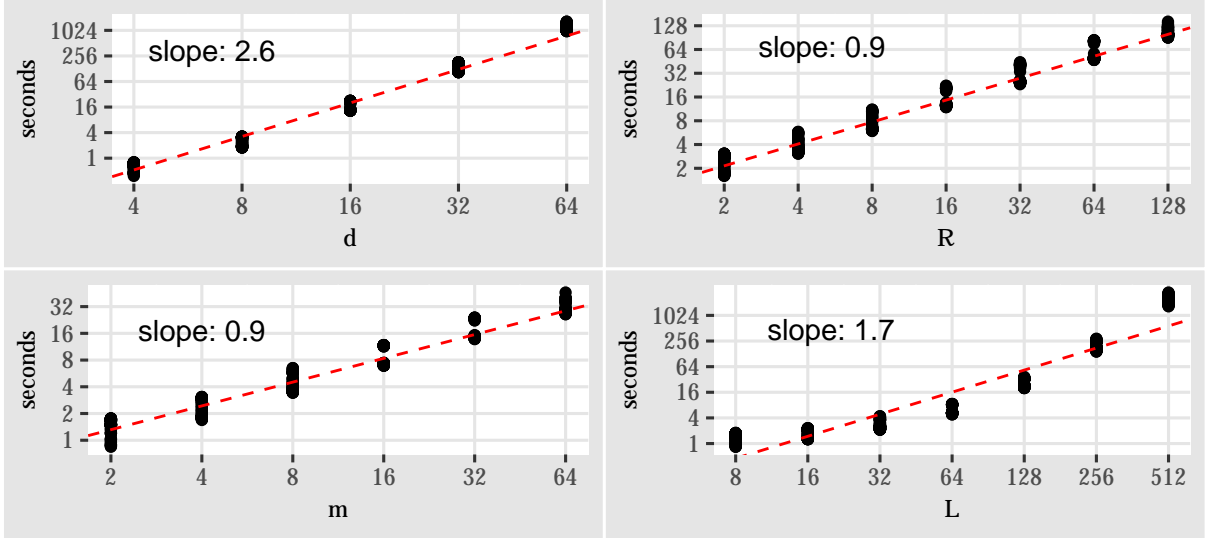 1024
256
64
16
4
1
seconds
slope: 2.6
4 8 16 32 64
d
128
64
32
16
8
4
2
seconds
slope: 0.9
2 4 8 16 32 64 128
R
32
16
8
4
2
1
seconds
slope: 0.9
2 4 8 16 32 64
m
1024
256
64
16
4
1
seconds
slope: 1.7
8 16 32 64 128 256 512
L